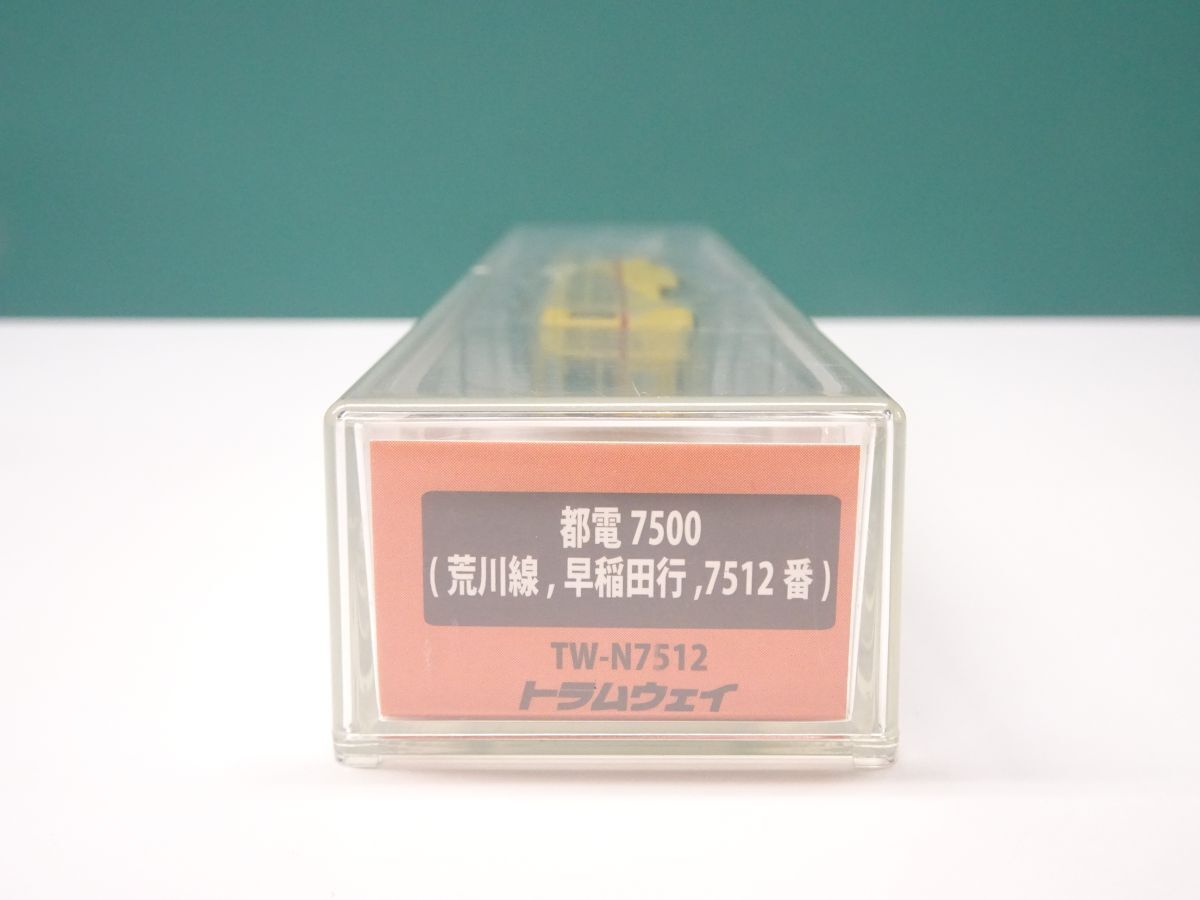 都電 7500
( 荒川線 , 早稲田行 ,7512 番 )
TW-N7512
トラムウェイ